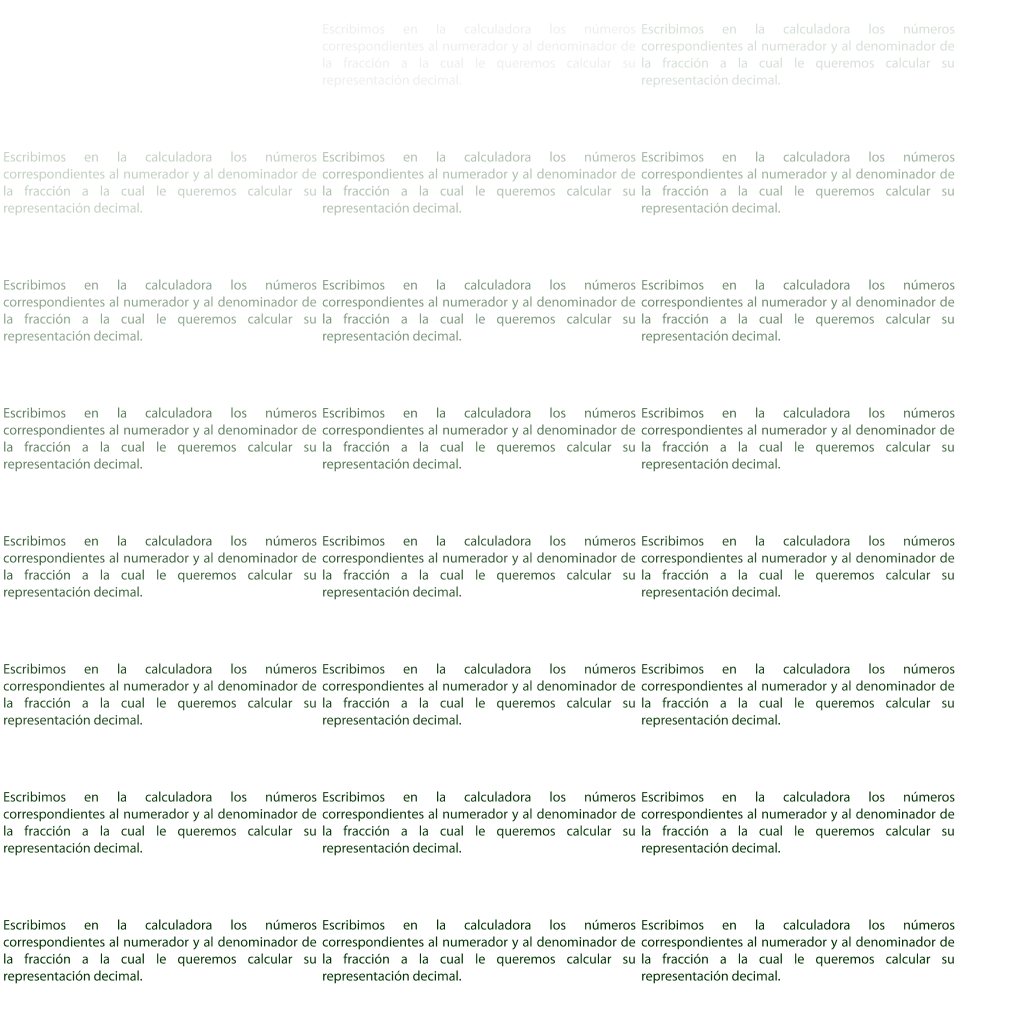 Escribimos en la calculadora los números
correspondientes al numerador y al denominador de
la fracción a la cual le queremos calcular su
representación decimal.
Escribimos en la calculadora los números
correspondientes al numerador y al denominador de
la fracción a la cual le queremos calcular su
representación decimal.
Escribimos en la calculadora los números
correspondientes al numerador y al denominador de
la fracción a la cual le queremos calcular su
representación decimal.
Escribimos en la calculadora los números
correspondientes al numerador y al denominador de
la fracción a la cual le queremos calcular su
representación decimal.
Escribimos en la calculadora los números
correspondientes al numerador y al denominador de
la fracción a la cual le queremos calcular su
representación decimal.
Escribimos en la calculadora los números
correspondientes al numerador y al denominador de
la fracción a la cual le queremos calcular su
representación decimal.
Escribimos en la calculadora los números
correspondientes al numerador y al denominador de
la fracción a la cual le queremos calcular su
representación decimal.
Escribimos en la calculadora los números
correspondientes al numerador y al denominador de
la fracción a la cual le queremos calcular su
representación decimal.
Escribimos en la calculadora los números
correspondientes al numerador y al denominador de
la fracción a la cual le queremos calcular su
representación decimal.
Escribimos en la calculadora los números
correspondientes al numerador y al denominador de
la fracción a la cual le queremos calcular su
representación decimal.
Escribimos en la calculadora los números
correspondientes al numerador y al denominador de
la fracción a la cual le queremos calcular su
representación decimal.
Escribimos en la calculadora los números
correspondientes al numerador y al denominador de
la fracción a la cual le queremos calcular su
representación decimal.
Escribimos en la calculadora los números
correspondientes al numerador y al denominador de
la fracción a la cual le queremos calcular su
representación decimal.
Escribimos en la calculadora los números
correspondientes al numerador y al denominador de
la fracción a la cual le queremos calcular su
representación decimal.
Escribimos en la calculadora los números
correspondientes al numerador y al denominador de
la fracción a la cual le queremos calcular su
representación decimal.
Escribimos en la calculadora los números
correspondientes al numerador y al denominador de
la fracción a la cual le queremos calcular su
representación decimal.
Escribimos en la calculadora los números
correspondientes al numerador y al denominador de
la fracción a la cual le queremos calcular su
representación decimal.
Escribimos en la calculadora los números
correspondientes al numerador y al denominador de
la fracción a la cual le queremos calcular su
representación decimal.
Escribimos en la calculadora los números
correspondientes al numerador y al denominador de
la fracción a la cual le queremos calcular su
representación decimal.
Escribimos en la calculadora los números
correspondientes al numerador y al denominador de
la fracción a la cual le queremos calcular su
representación decimal.
Escribimos en la calculadora los números
correspondientes al numerador y al denominador de
la fracción a la cual le queremos calcular su
representación decimal.
Escribimos en la calculadora los números
correspondientes al numerador y al denominador de
la fracción a la cual le queremos calcular su
representación decimal.
Escribimos en la calculadora los números
correspondientes al numerador y al denominador de
la fracción a la cual le queremos calcular su
representación decimal.